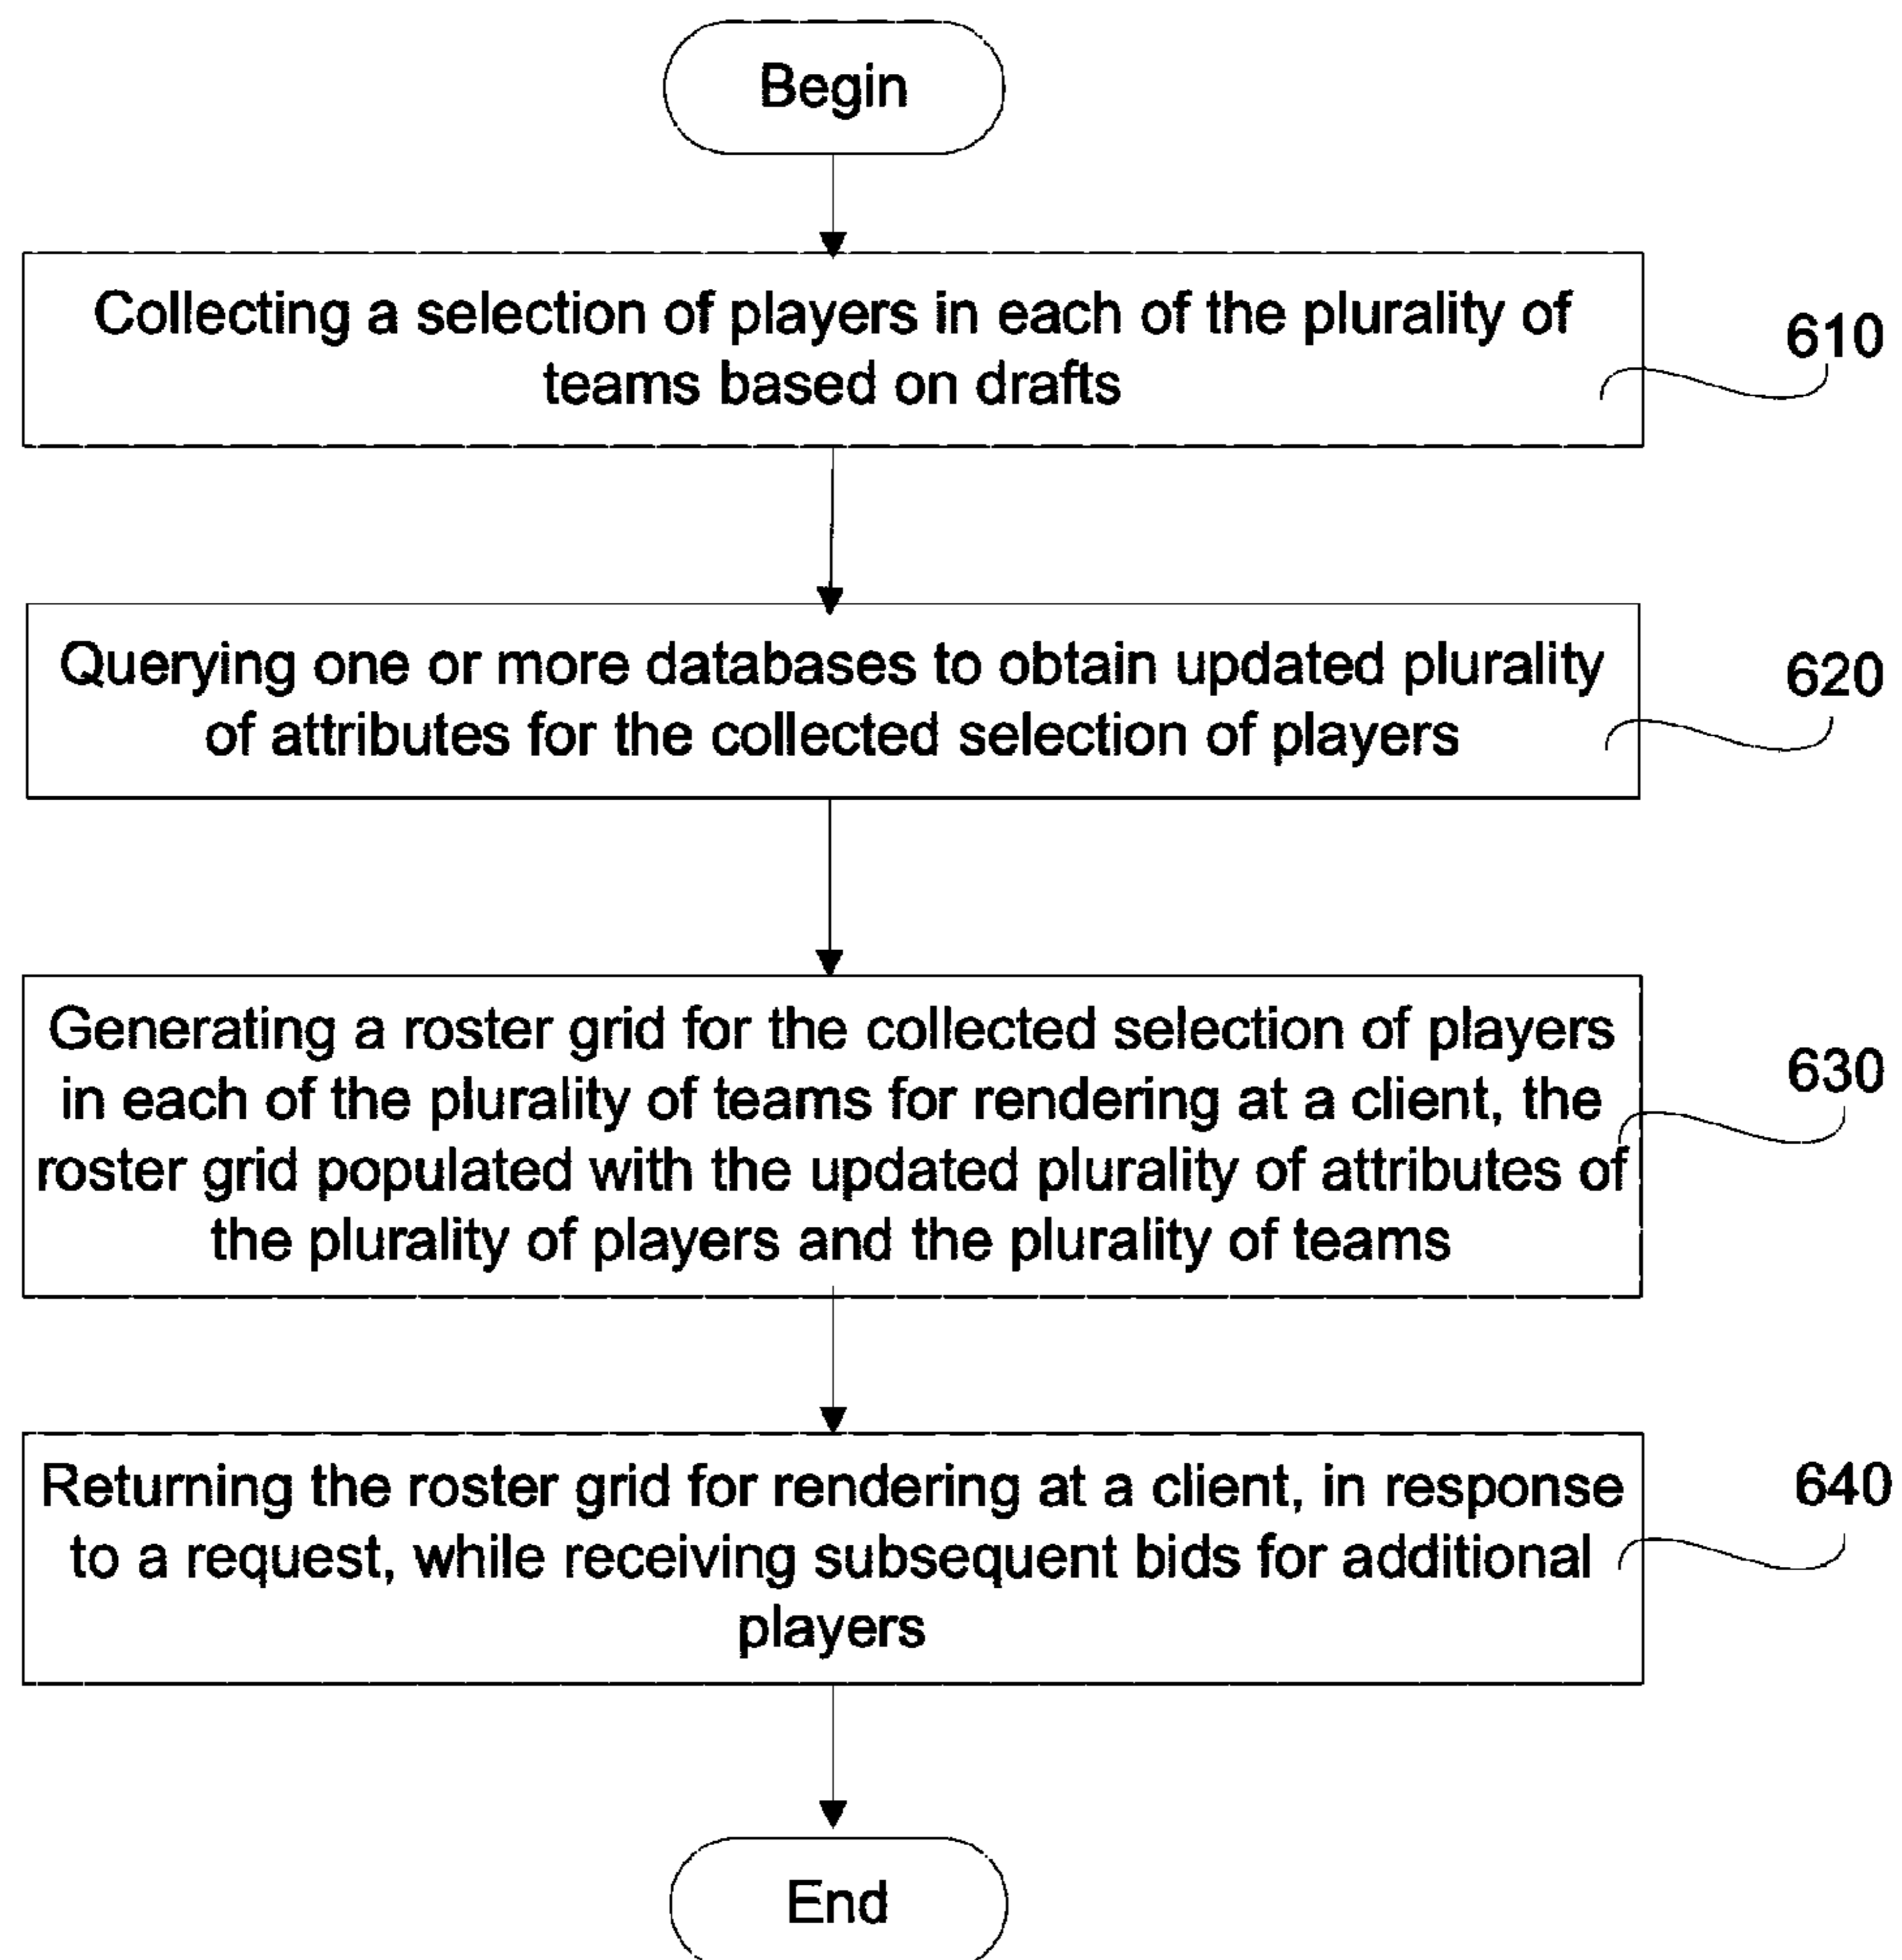 Begin
Collecting a selection of players in each of the plurality of
teams based on drafts
610
Querying one or more databases to obtain updated plurality
of attributes for the collected selection of players
620
Generating a roster grid for the collected selection of players
in each of the plurality of teams for rendering at a client, the
roster grid populated with the updated plurality of attributes of
the plurality of players and the plurality of teams
630
Returning the roster grid for rendering at a client, in response
to a request, while receiving subsequent bids for additional
players
640
End